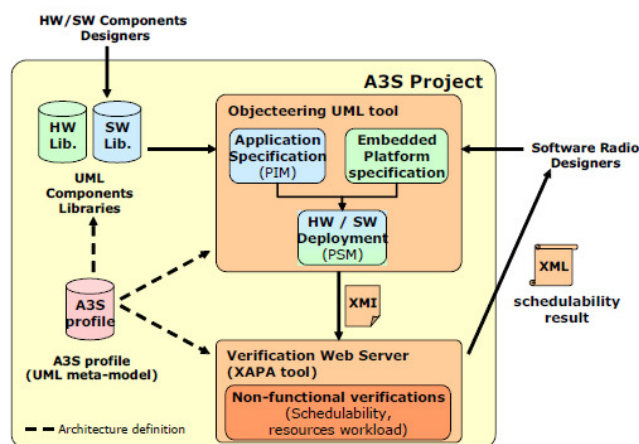 HW/SW Components
Designers
A3S Project
Objecteering UML tool
HW
Lib.
SW
Lib.
Application
Specification
(PIM)
Embedded
Platform
specification
Software Radio
Designers
UML
Components
Libraries
HW / SW
Deployment
(PSM)
XMI
XML
schedulability
result
A3S
profile
A3S profile
(UML meta-model)
Verification Web Server
(XAPA tool)
Non-functional verifications
(Schedulability,
resources workload)
Architecture definition